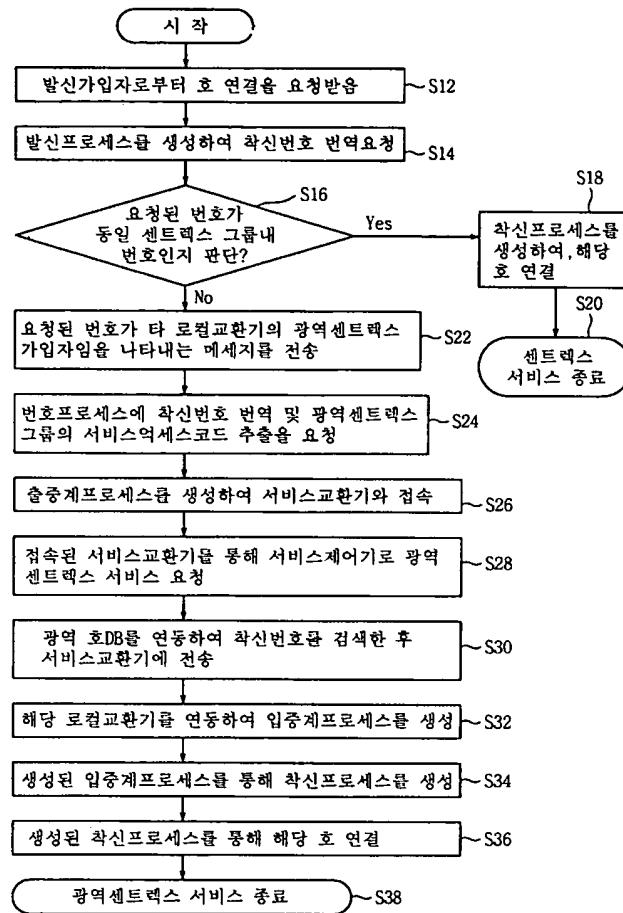 시 작
발신가입자로부터 호 연결을 요청받음
S12
발신프로세스를 생성하여 착신번호 번역요청
S14
S16
요청된 번호가
동일 센트렉스 그룹내
번호인지 판단?
Yes
No
S18
착신프로세스를
생성하여,해당
호 연결
S20
센트렉스
서비스 종료
요청된 번호가 타 로컬교환기의 광역센트렉스
가입자임을 나타내는 메세지를 전송
S22
번호프로세스에 착신번호 번역 및 광역센트렉스
그룹의 서비스억세스코드 추출을 요청
S24
출중계프로세스를 생성하여 서비스교환기와 접속
S26
접속된 서비스교환기를 통해 서비스제어기로 광역
센트렉스 서비스 요청
S28
광역 호DB를 연동하여 착신번호를 검색한 후
서비스교환기에 전송
S30
해당 로컬교환기를 연동하여 입중계프로세스를 생성
S32
생성된 입중계프로세스를 통해 착신프로세스를 생성
S34
생성된 착신프로세스를 통해 해당 호 연결
S36
광역센트렉스 서비스 종료
S38